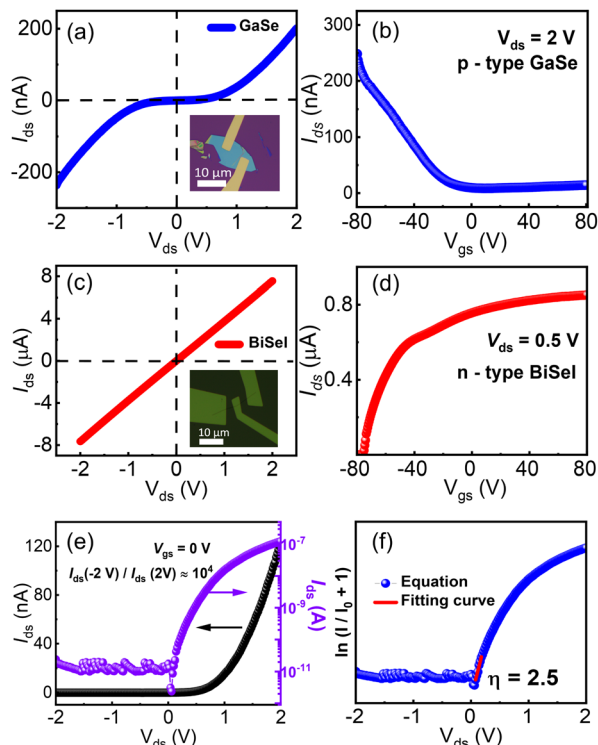 (a)
GaSe
200
0
-200
I_ds (nA)
10 μm
-2 -1 0 1 2
V_ds (V)
(b)
V_ds = 2 V
p - type GaSe
300
200
100
0
I_ds (nA)
-80 -40 0 40 80
V_gs (V)
(c)
BiSeI
8
4
0
-4
-8
I_ds (μA)
10 μm
-2 -1 0 1 2
V_ds (V)
(d)
V_ds = 0.5 V
n - type BiSeI
0.8
0.4
I_ds (μA)
-80 -40 0 40 80
V_gs (V)
(e)
V_gs = 0 V
I_ds(-2 V) / I_ds (2V) ≈ 10⁴
120
80
40
0
I_ds (nA)
10⁻⁷
10⁻⁹
10⁻¹¹
I_ds (A)
-2 -1 0 1 2
V_ds (V)
(f)
Equation
Fitting curve
η = 2.5
ln (I / I₀ + 1)
-2 -1 0 1 2
V_ds (V)